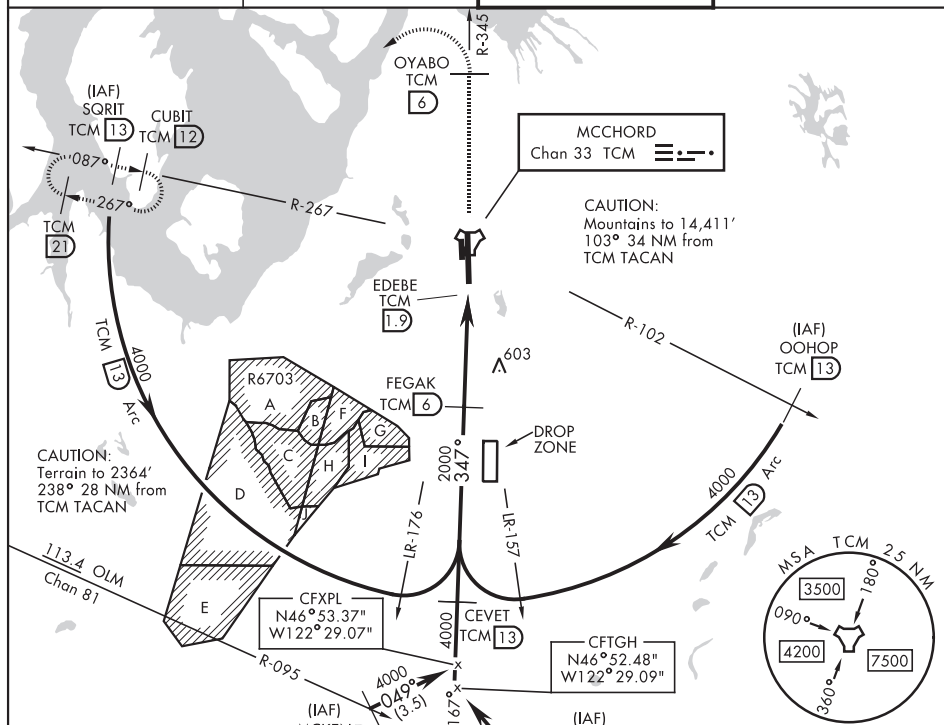 R-345
OYABO
TCM
6
(IAF)
SQRIT
TCM 13
CUBIT
TCM 12
087°
267°
TCM
21
R-267
MCCHORD
Chan 33 TCM
CAUTION:
Mountains to 14,411'
103° 34 NM from
TCM TACAN
EDEBE
TCM
1.9
R-102
(IAF)
OOHOP
TCM 13
603
TCM 13 Arc
4000
R6703
A
B
F
G
C
H
I
D
J
E
FEGAK
TCM 6
DROP
ZONE
2000
347°
CAUTION:
Terrain to 2364'
238° 28 NM from
TCM TACAN
LR-176
LR-157
4000
TCM 13 Arc
113.4 OLM
Chan 81
R-095
CFXPL
N46°53.37"
W122°29.07"
4000
CEVET
TCM 13
CFTGH
N46°52.48"
W122°29.09"
4000
049°
(3.5)
167°
(IAF)
(IAF)
MSA TCM 25 NM
180°
3500
090°
4200
7500
360°